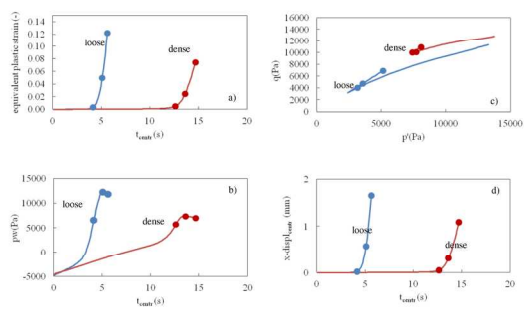 equivalent plastic strain (-)
0.14
0.12
0.10
0.08
0.06
0.04
0.02
0.00
loose
dense
a)
0 5 10 15 20
t_centr (s)
q(Pa)
16000
14000
12000
10000
8000
6000
4000
2000
0
dense
loose
c)
0 5000 10000 15000
p'(Pa)
pw(Pa)
15000
10000
5000
0
-5000
loose
dense
b)
0 5 10 15 20
t_centr (s)
2
1
0
loose
dense
d)
0 5 10 15 20
t_centr (s)